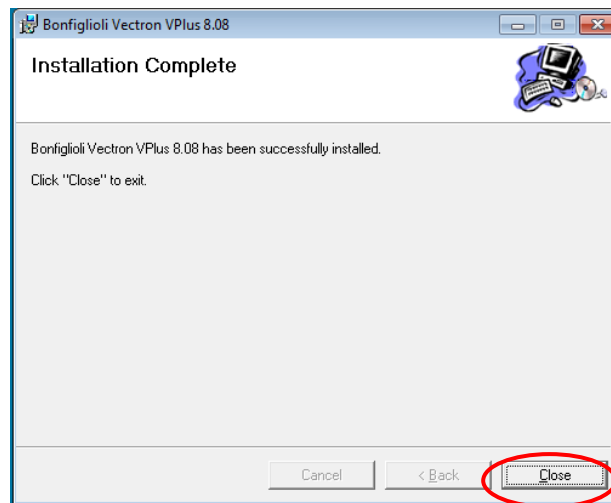 Bonfiglioli Vectron VPlus 8.08
Installation Complete
Bonfiglioli Vectron VPlus 8.08 has been successfully installed.
Click "Close" to exit.
Cancel
< Back
Close